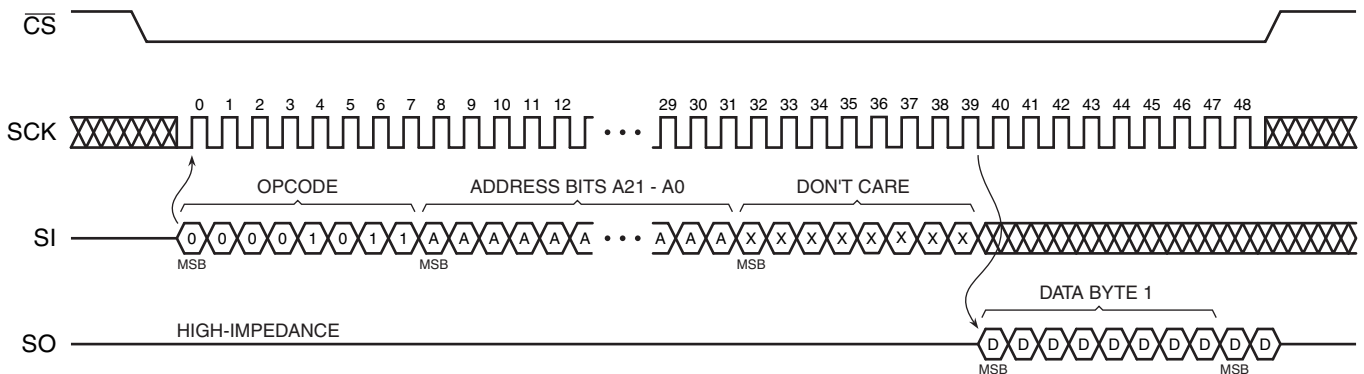 CS
0 1 2 3 4 5 6 7 8 9 10 11 12 29 30 31 32 33 34 35 36 37 38 39 40 41 42 43 44 45 46 47 48
SCK • • •
OPCODE ADDRESS BITS A21 - A0 DON'T CARE
SI 0 0 0 0 1 0 1 1 A A A A A A • • • A A A X X X X X X X X
MSB MSB MSB
DATA BYTE 1
HIGH-IMPEDANCE
SO D D D D D D D D D D
MSB MSB